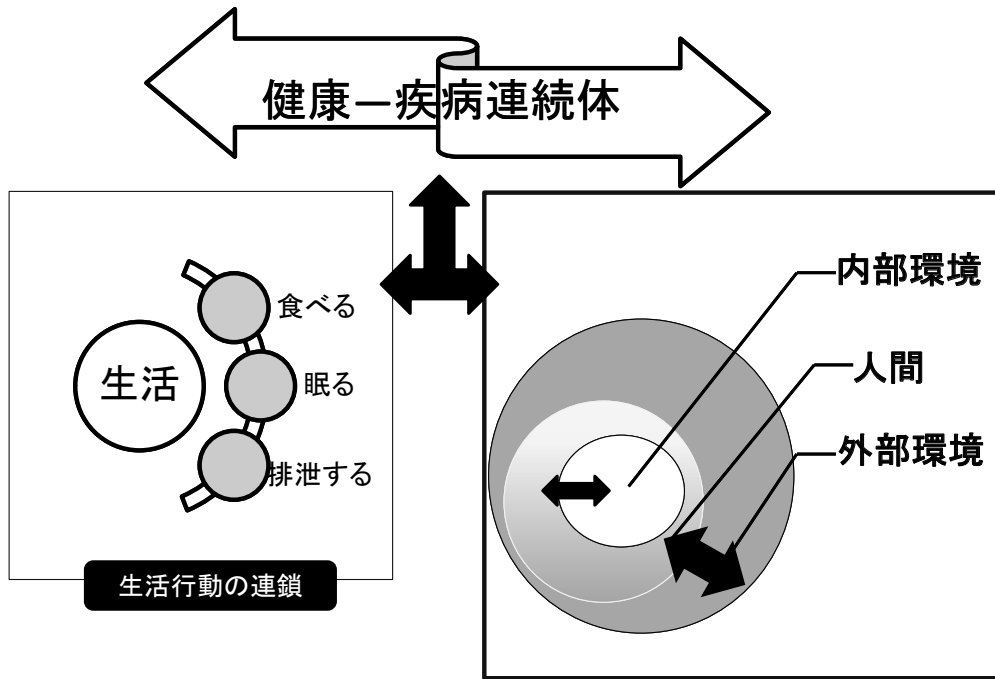 健康－疾病連続体
食べる
生活
眠る
排泄する
生活行動の連鎖
内部環境
人間
外部環境